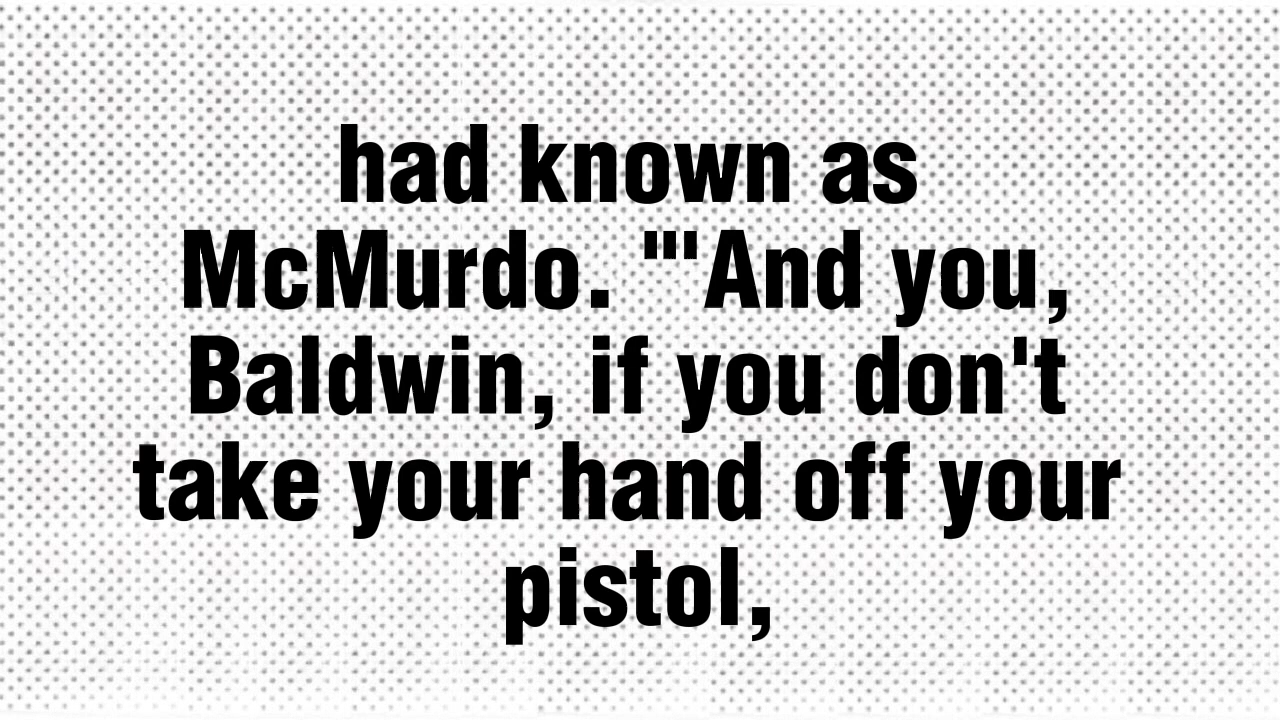 had known as
McMurdo. "'And you,
Baldwin, if you don't
take your hand off your
pistol,